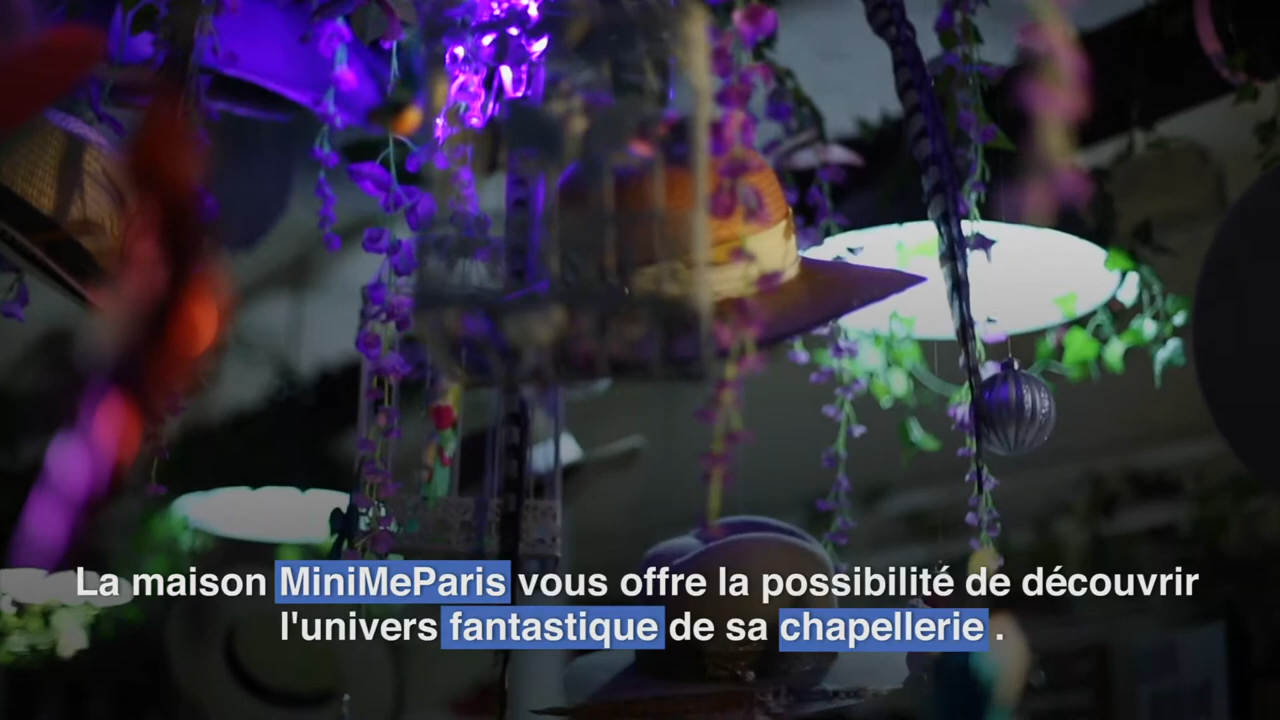 La maison MiniMeParis vous offre la possibilité de découvrir
l'univers fantastique de sa chapellerie .